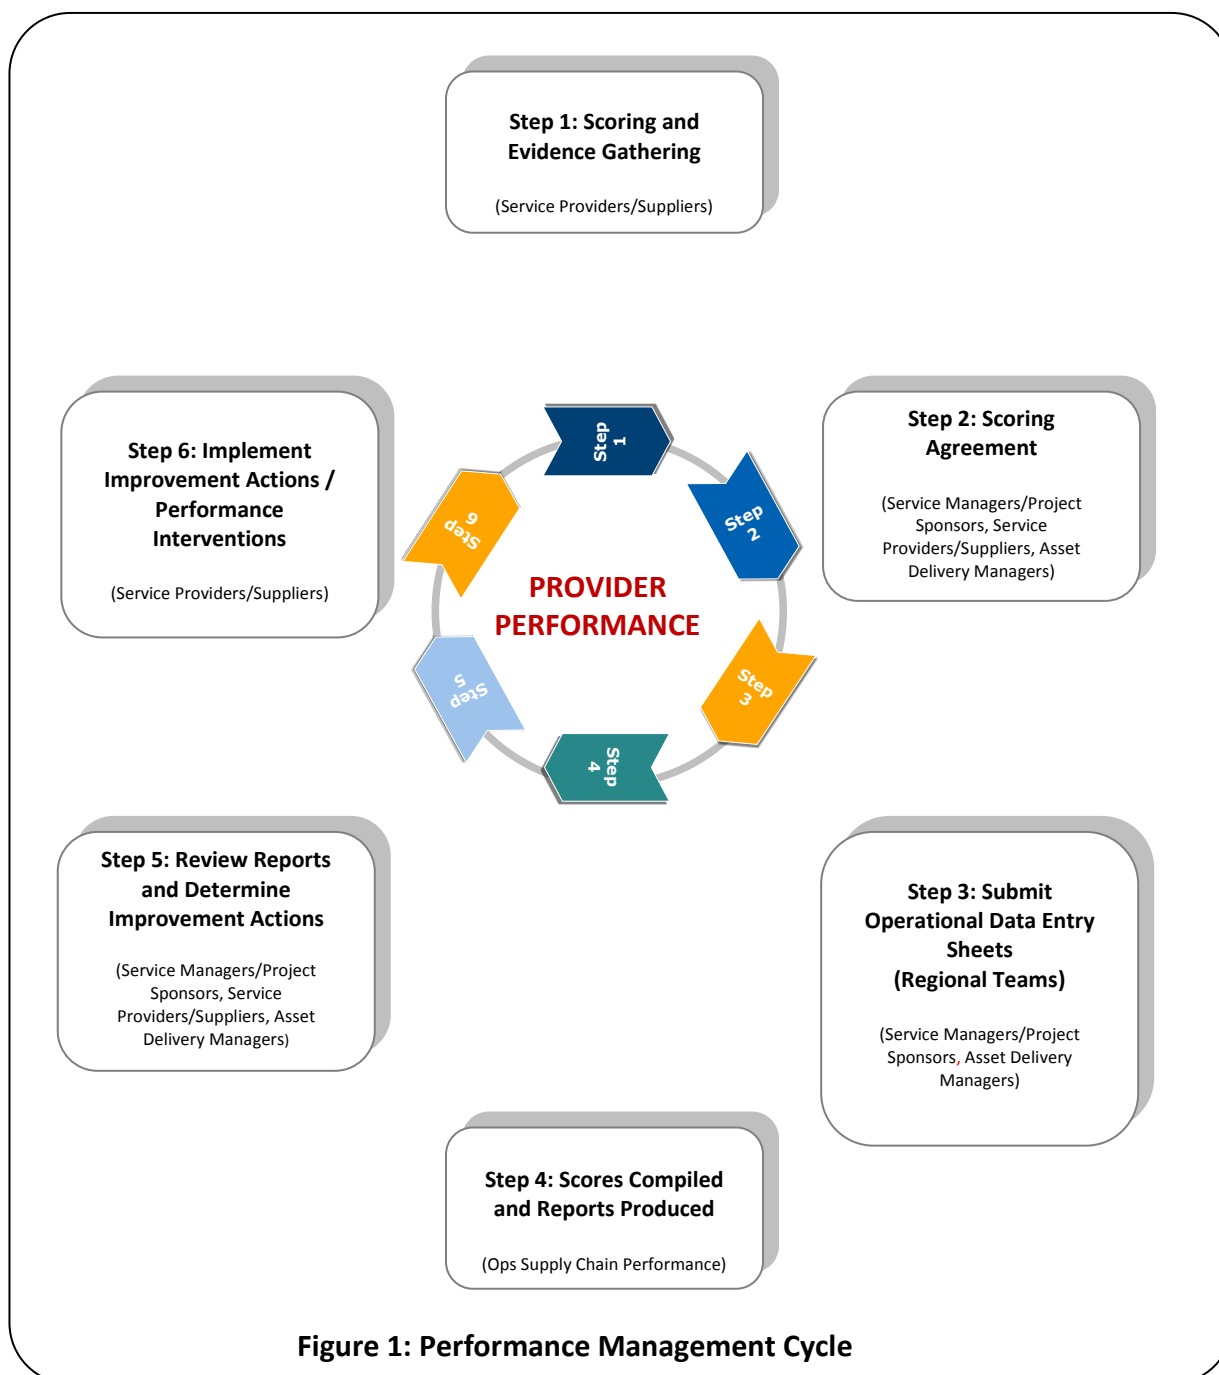 Step 1: Scoring and
Evidence Gathering
(Service Providers/Suppliers)
Step 6: Implement
Improvement Actions /
Performance
Interventions
(Service Providers/Suppliers)
Step 2: Scoring
Agreement
(Service Managers/Project
Sponsors, Service
Providers/Suppliers, Asset
Delivery Managers)
Step
1
Step
2
Step
3
Step
4
Step
5
Step
6
PROVIDER
PERFORMANCE
Step 5: Review Reports
and Determine
Improvement Actions
(Service Managers/Project
Sponsors, Service
Providers/Suppliers, Asset
Delivery Managers)
Step 3: Submit
Operational Data Entry
Sheets
(Regional Teams)
(Service Managers/Project
Sponsors, Asset Delivery
Managers)
Step 4: Scores Compiled
and Reports Produced
(Ops Supply Chain Performance)
Figure 1: Performance Management Cycle